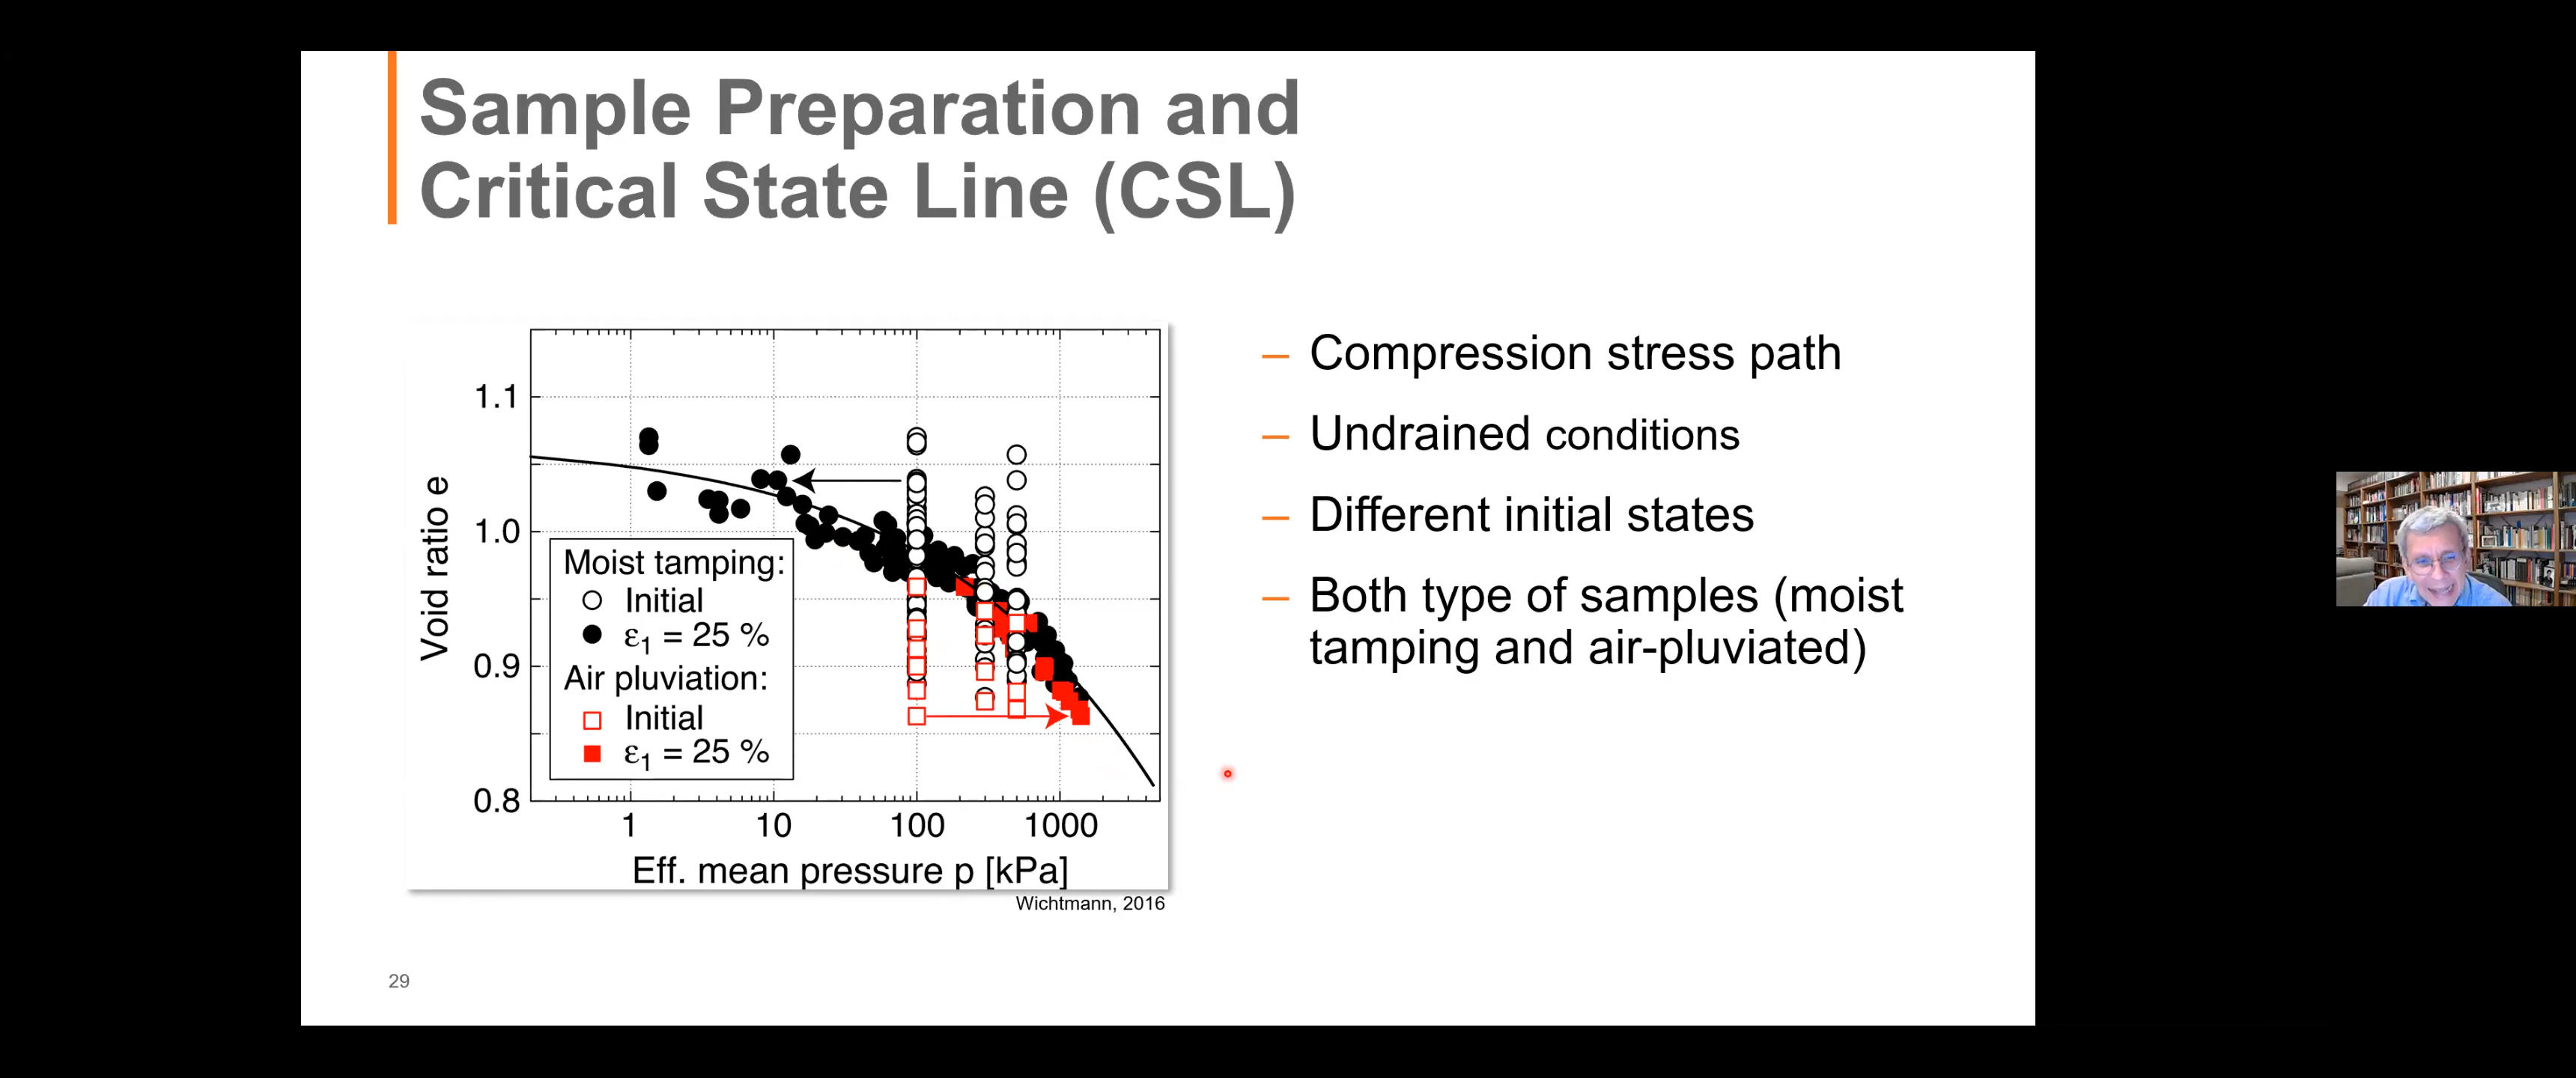 Sample Preparation and
Critical State Line (CSL)
1.1
1.0
0.9
0.8
Void ratio e
Moist tamping:
Initial
ε1 = 25 %
Air pluviation:
Initial
ε1 = 25 %
1 10 100 1000
Eff. mean pressure p [kPa]
Wichtmann, 2016
– Compression stress path
– Undrained conditions
– Different initial states
– Both type of samples (moist
tamping and air-pluviated)
29